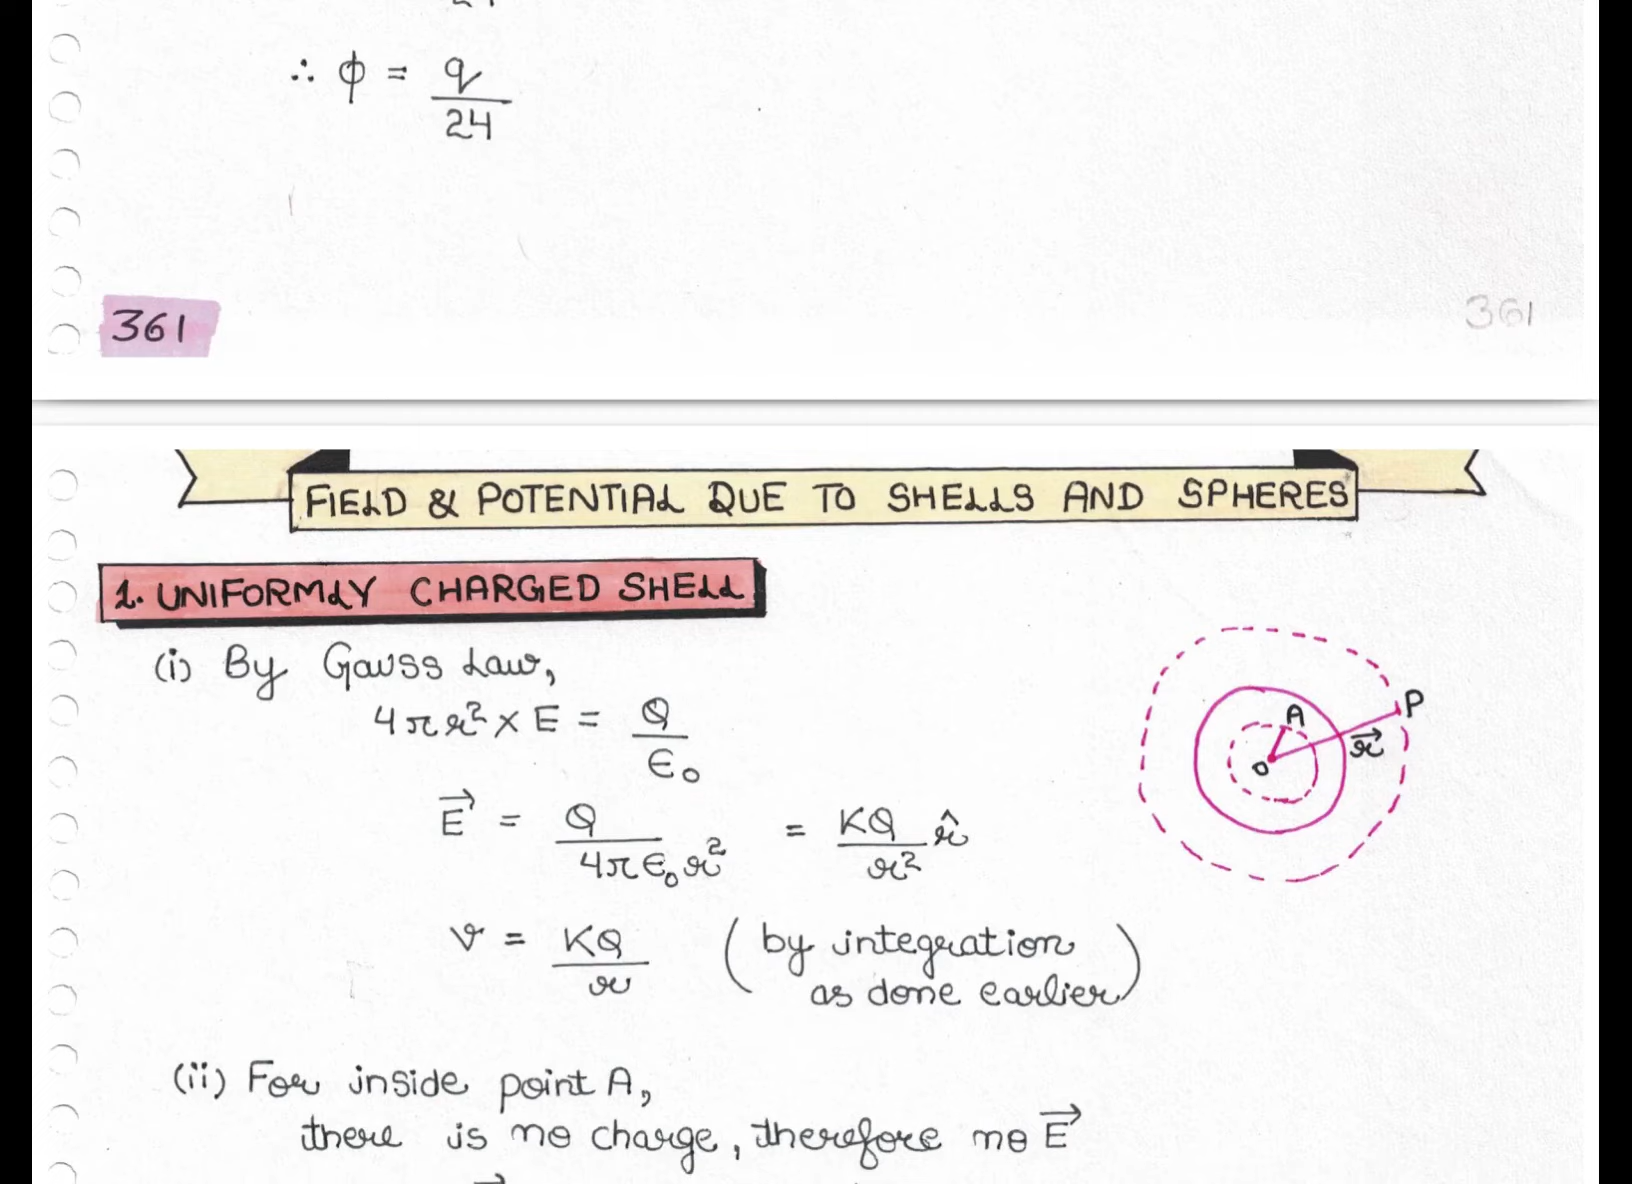 ∴ ϕ = q/24
361
361
FIELD & POTENTIAL DUE TO SHELLS AND SPHERES
1. UNIFORMLY CHARGED SHELL
(i) By Gauss Law,
4πr² × E = Q/ϵ₀
E⃗ = Q/4πϵ₀r² = KQ/r² r̂
v = KQ/r (by integration as done earlier)
A
P
r⃗
O
(ii) For inside point A,
there is no charge, therefore no E⃗